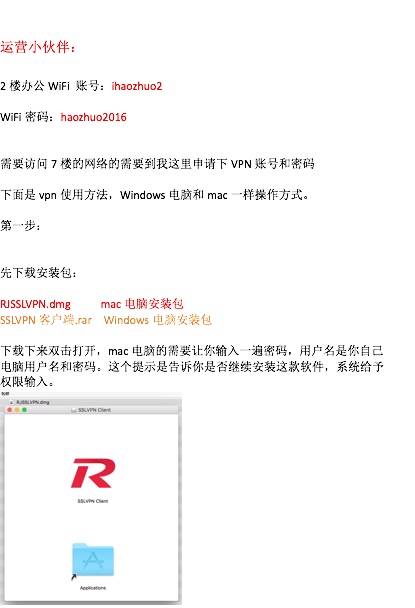 运营小伙伴：
2 楼办公 WiFi 账号：ihaozhuo2
WiFi 密码：haozhuo2016
需要访问 7 楼的网络的需要到我这里申请下 VPN 账号和密码
下面是 vpn 使用方法，Windows 电脑和 mac 一样操作方式。
第一步：
先下载安装包：
RJSSLVPN.dmg mac 电脑安装包
SSLVPN 客户端.rar Windows 电脑安装包
下载下来双击打开，mac 电脑的需要让你输入一遍密码，用户名是你自己
电脑用户名和密码。这个提示是告诉你是否继续安装这款软件，系统给予
权限输入。
RJSSLVPN.dmg
SSLVPN Client
R
SSLVPN Client
Applications